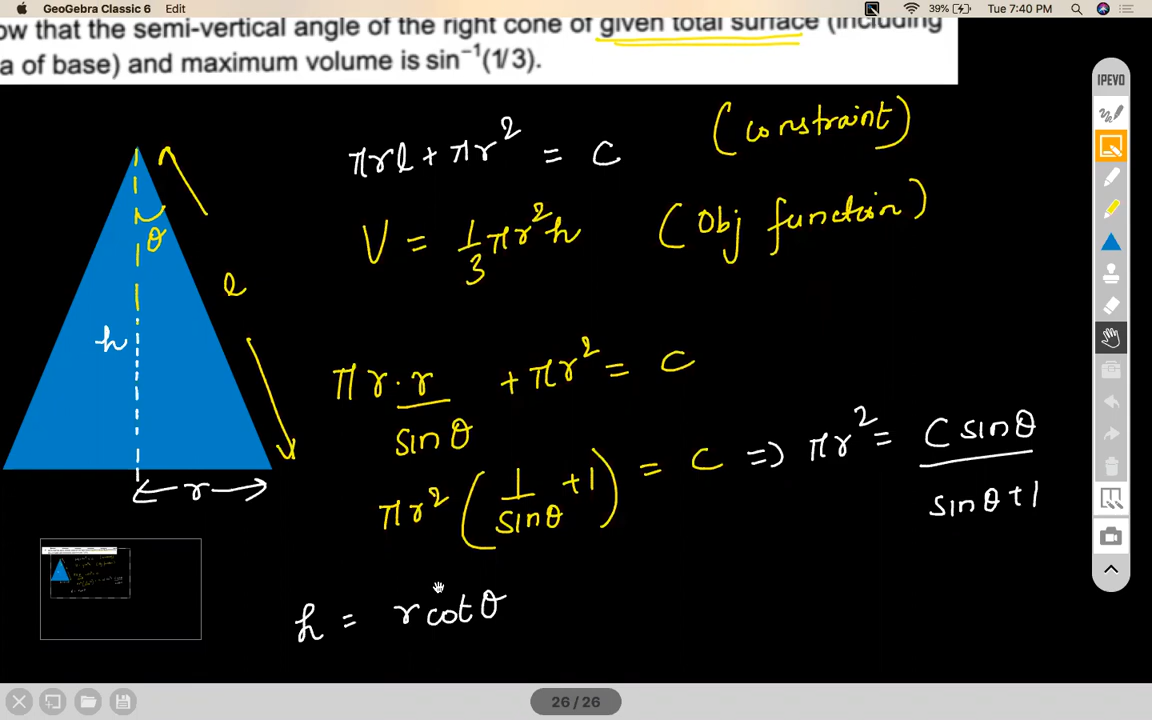 GeoGebra Classic 6 Edit 39% Tue 7:40 PM
ow that the semi-vertical angle of the right cone of given total surface (including
a of base) and maximum volume is sin⁻¹(1/3).
IPEVO
πrl + πr² = C (constraint)
V = 1/3 πr²h (Obj function)
θ
l
h
r
πr · r/sinθ + πr² = C
πr² (1/sinθ + 1) = C ⇒ πr² = C sinθ/sinθ+1
h = r cotθ
26 / 26